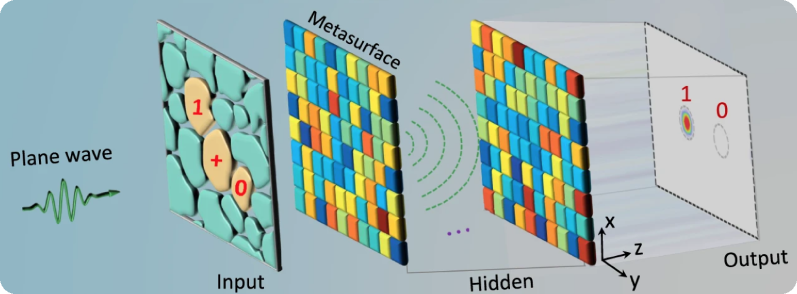 Metasurface
1
+
0
1
0
Plane wave
x
z
y
Input
Hidden
Output